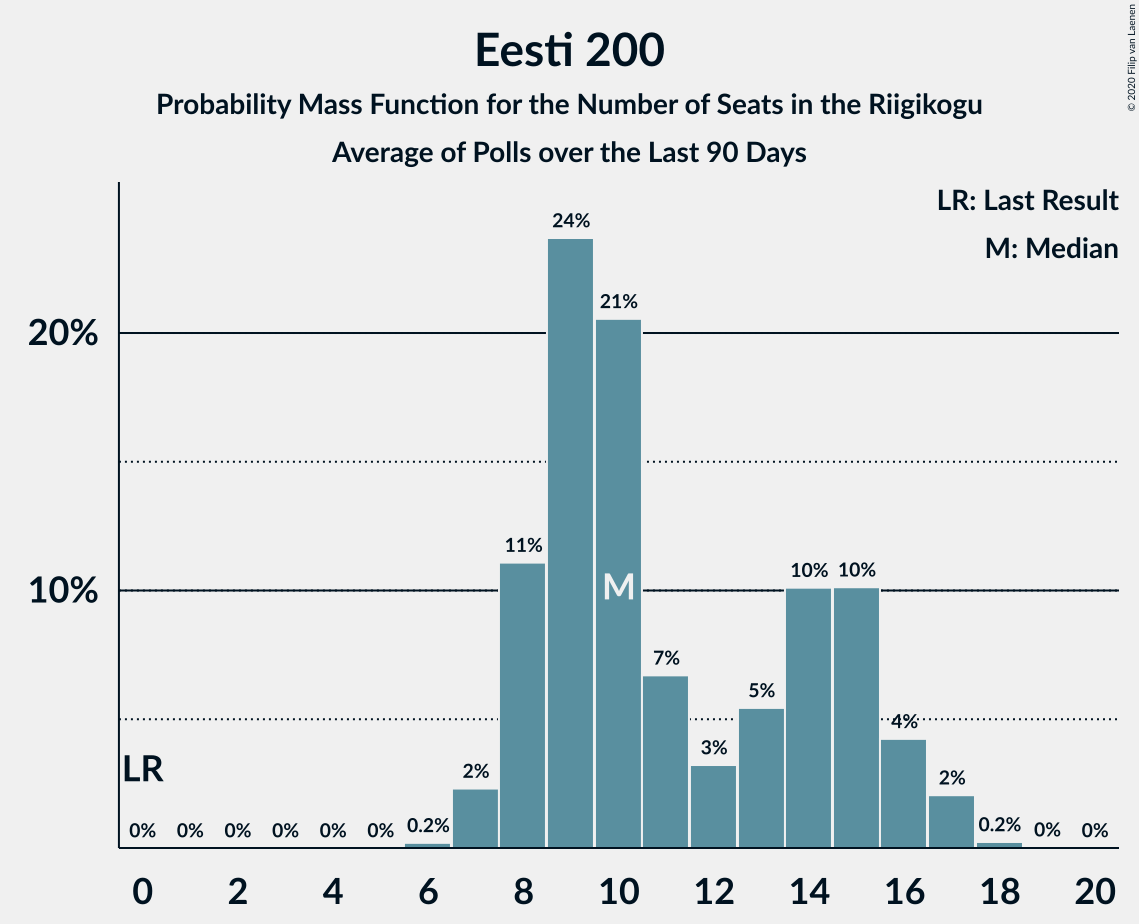 Eesti 200
Probability Mass Function for the Number of Seats in the Riigikogu
Average of Polls over the Last 90 Days
© 2020 Filip van Laenen
LR: Last Result
M: Median
24%
21%
20%
11%
10%
M
10%
10%
7%
5%
4%
3%
LR
2%
2%
0%
0%
0%
0%
0%
0%
0.2%
0.2%
0%
0%
0 2 4 6 8 10 12 14 16 18 20